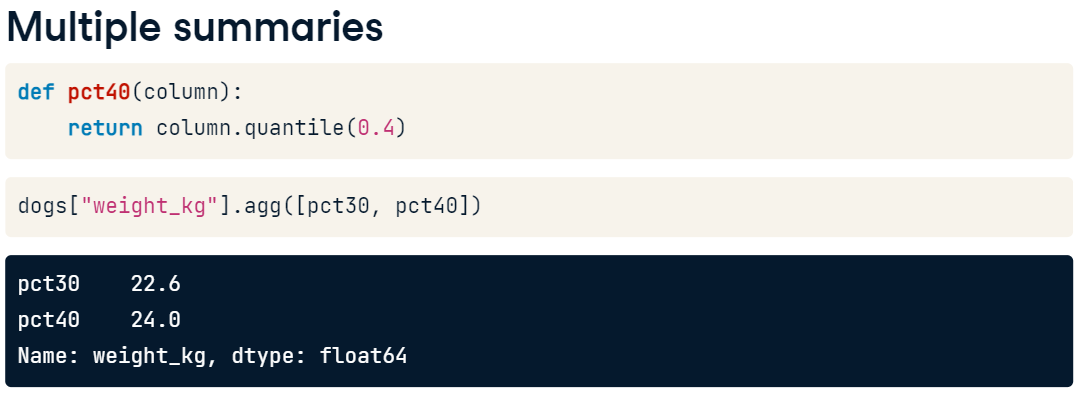 Multiple summaries
def pct40(column):
    return column.quantile(0.4)
dogs["weight_kg"].agg([pct30, pct40])
pct30    22.6
pct40    24.0
Name: weight_kg, dtype: float64